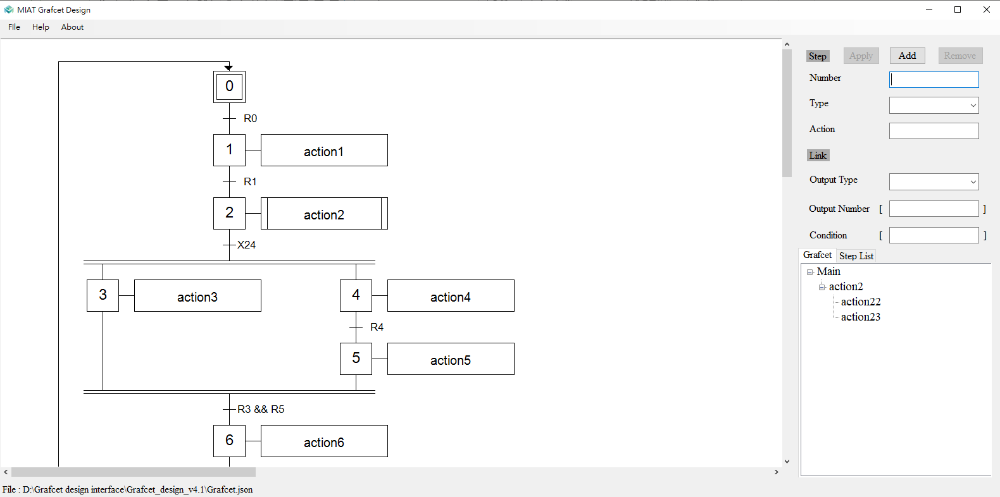 MIAT Grafcet Design
FIle Help About
0
R0
1 action1
R1
2 action2
X24
3 action3 4 action4
R4
5 action5
R3 && R5
6 action6
Step Apply Add Remove
Number
Type
Action
Link
Output Type
Output Number [ ]
Condition [ ]
Grafcet Step List
Main
action2
action22
action23
File : D:\Grafcet design interface\Grafcet_design_v4.1\Grafcet.json